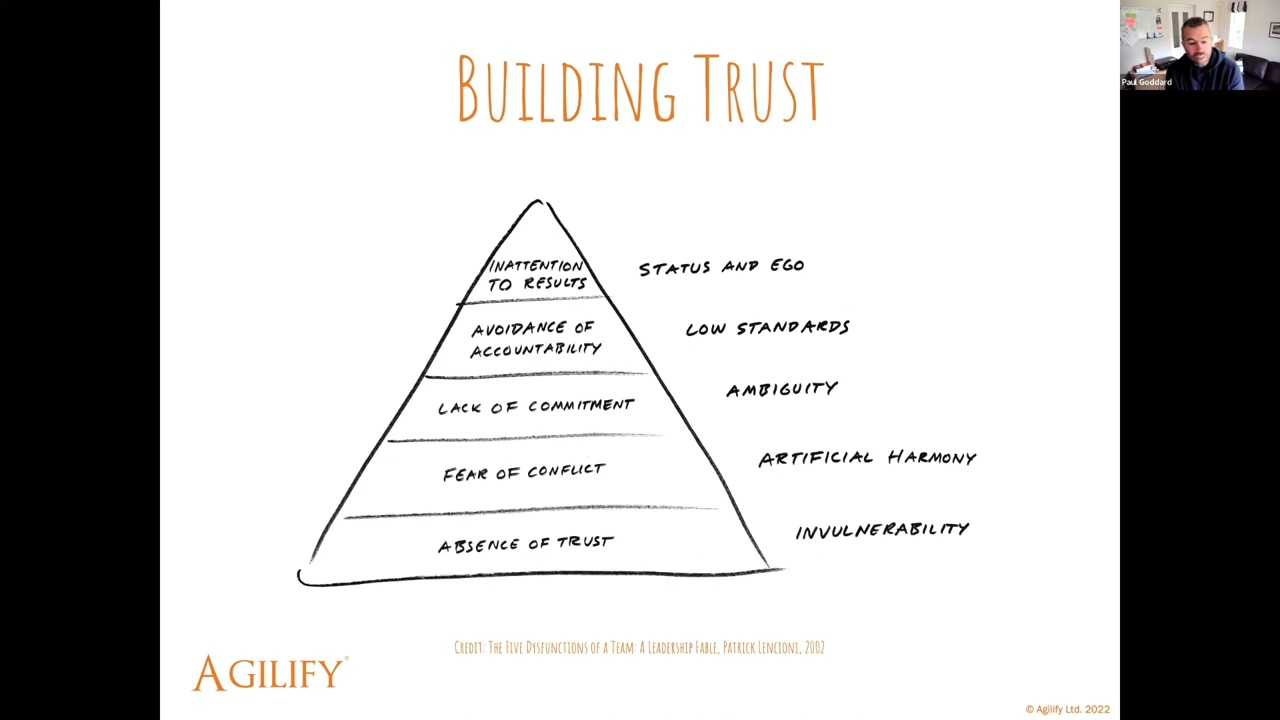 Paul Goddard
BUILDING TRUST
INATTENTION
TO RESULTS
STATUS AND EGO
AVOIDANCE OF
ACCOUNTABILITY
LOW STANDARDS
LACK OF COMMITMENT
AMBIGUITY
FEAR OF CONFLICT
ARTIFICIAL HARMONY
ABSENCE OF TRUST
INVULNERABILITY
CREDIT: THE FIVE DYSFUNCTIONS OF A TEAM: A LEADERSHIP FABLE, PATRICK LENCIONI, 2002
AGILIFY®
© Agilify Ltd. 2022